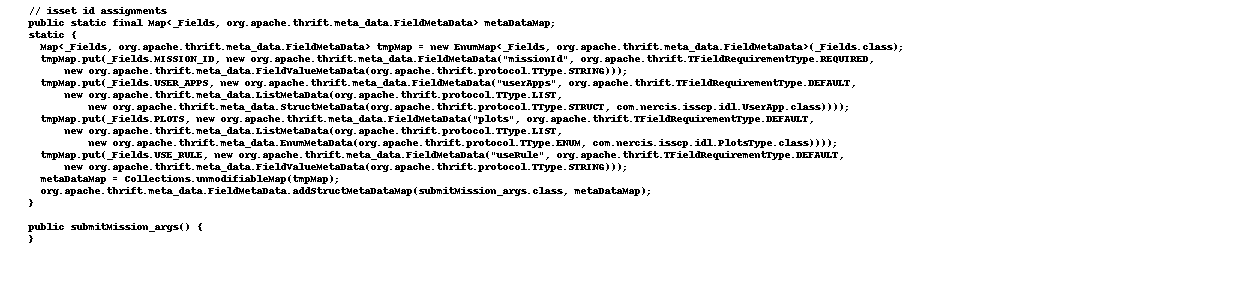 // isset id assignments
public static final Map<_Fields, org.apache.thrift.meta_data.FieldMetaData> metaDataMap;
static {
  Map<_Fields, org.apache.thrift.meta_data.FieldMetaData> tmpMap = new EnumMap<_Fields, org.apache.thrift.meta_data.FieldMetaData>(_Fields.class);
  tmpMap.put(_Fields.MISSION_ID, new org.apache.thrift.meta_data.FieldMetaData("missionId", org.apache.thrift.TFieldRequirementType.REQUIRED,
      new org.apache.thrift.meta_data.FieldValueMetaData(org.apache.thrift.protocol.TType.STRING)));
  tmpMap.put(_Fields.USER_APPS, new org.apache.thrift.meta_data.FieldMetaData("userApps", org.apache.thrift.TFieldRequirementType.DEFAULT,
      new org.apache.thrift.meta_data.ListMetaData(org.apache.thrift.protocol.TType.LIST,
          new org.apache.thrift.meta_data.StructMetaData(org.apache.thrift.protocol.TType.STRUCT, com.nercis.isscp.idl.UserApp.class))));
  tmpMap.put(_Fields.PLOTS, new org.apache.thrift.meta_data.FieldMetaData("plots", org.apache.thrift.TFieldRequirementType.DEFAULT,
      new org.apache.thrift.meta_data.ListMetaData(org.apache.thrift.protocol.TType.LIST,
          new org.apache.thrift.meta_data.EnumMetaData(org.apache.thrift.protocol.TType.ENUM, com.nercis.isscp.idl.PlotsType.class))));
  tmpMap.put(_Fields.USE_RULE, new org.apache.thrift.meta_data.FieldMetaData("useRule", org.apache.thrift.TFieldRequirementType.DEFAULT,
      new org.apache.thrift.meta_data.FieldValueMetaData(org.apache.thrift.protocol.TType.STRING)));
  metaDataMap = Collections.unmodifiableMap(tmpMap);
  org.apache.thrift.meta_data.FieldMetaData.addStructMetaDataMap(submitMission_args.class, metaDataMap);
}

public submitMission_args() {
}